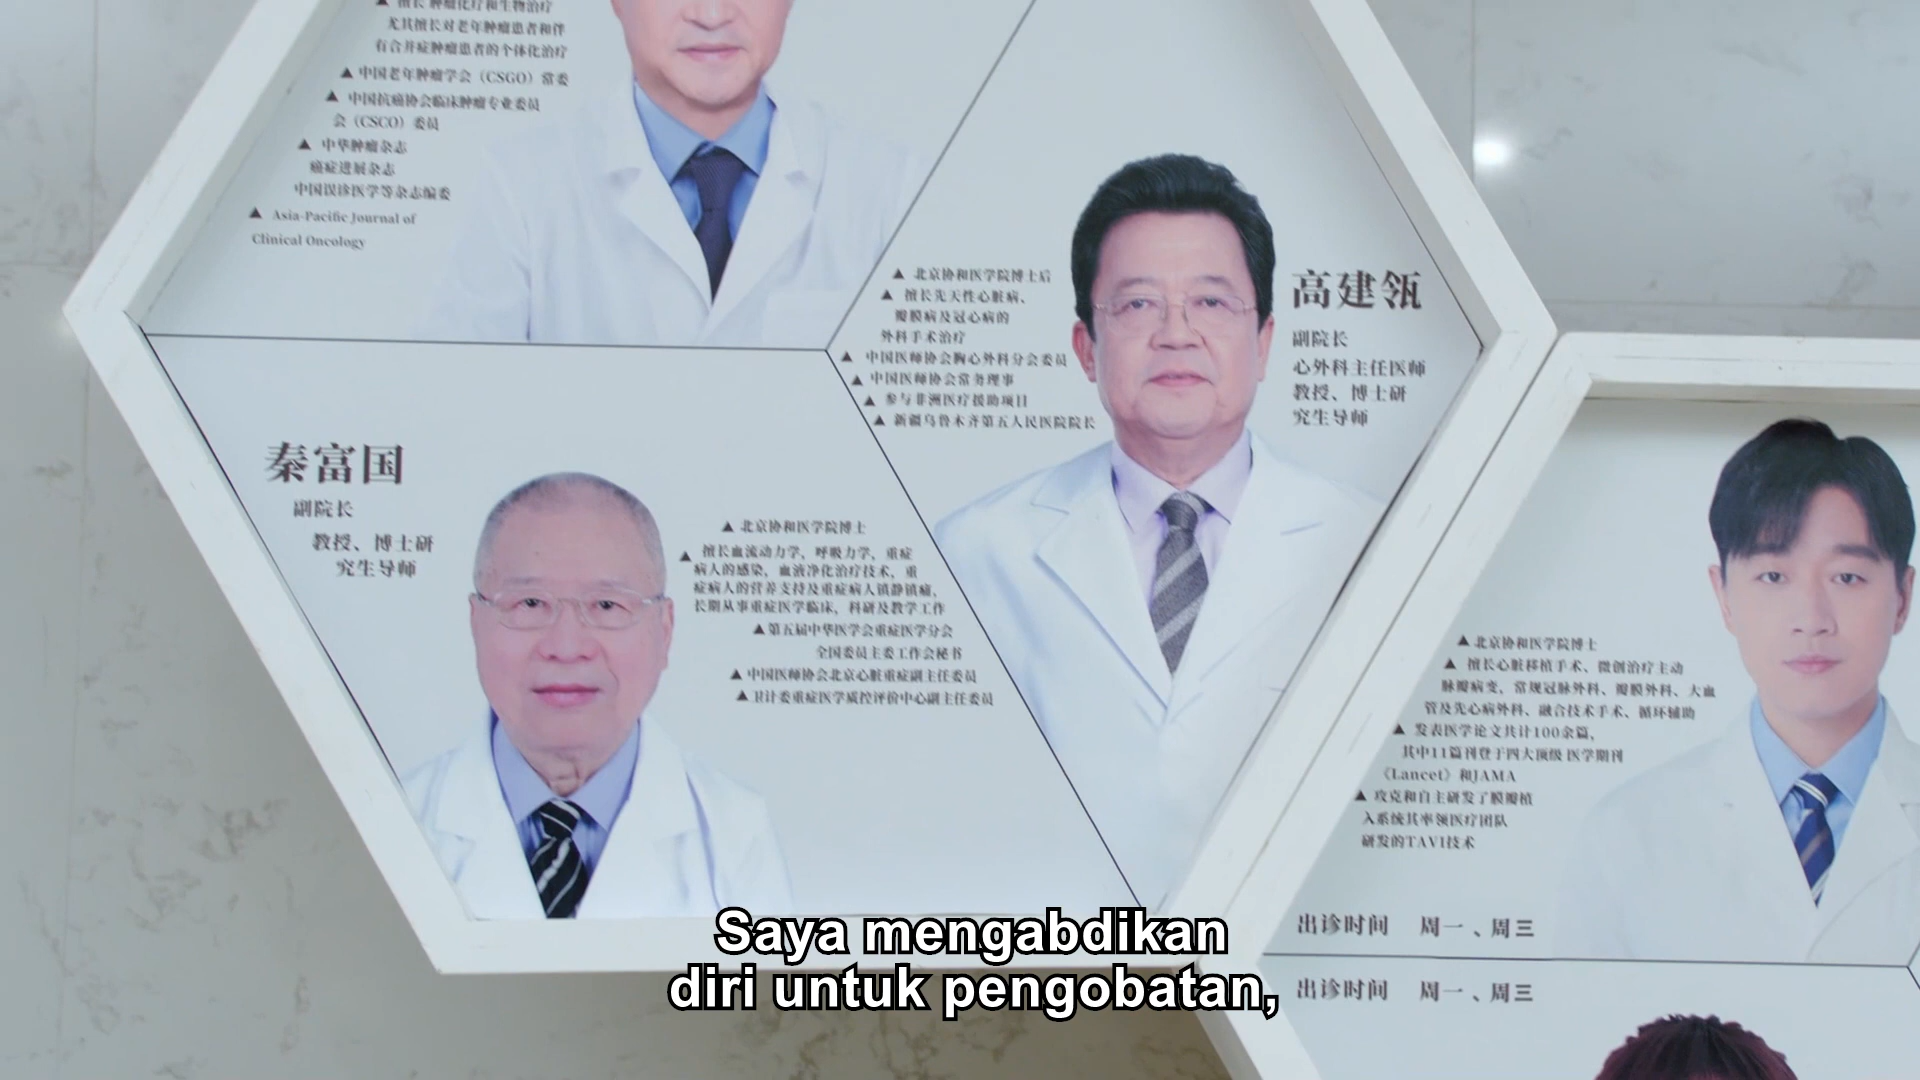 ▲ 擅长肿瘤化疗和生物治疗
尤其擅长对老年肿瘤患者和伴
有合并症肿瘤患者的个体化治疗
▲ 中国老年肿瘤学会（CSGO）常委
▲ 中国抗癌协会临床肿瘤专业委员
会（CSCO）委员
▲ 中华肿瘤杂志
癌症进展杂志
中国误诊医学等杂志编委
▲ Asia-Pacific Journal of
Clinical Oncology
▲ 北京协和医学院博士后
▲ 擅长先天性心脏病、
瓣膜病及冠心病的
外科手术治疗
▲ 中国医师协会胸心外科分会委员
▲ 中国医师协会常务理事
▲ 参与非洲医疗援助项目
▲ 新疆乌鲁木齐第五人民医院院长
高建瓴
副院长
心外科主任医师
教授、博士研
究生导师
秦富国
副院长
教授、博士研
究生导师
▲ 北京协和医学院博士
▲ 擅长血流动力学，呼吸力学，重症
病人的感染，血液净化治疗技术，重
症病人的营养支持及重症病人镇静镇痛，
长期从事重症医学临床，科研及教学工作
▲ 第五届中华医学会重症医学分会
全国委员主委工作会秘书
▲ 中国医师协会北京心脏重症副主任委员
▲ 卫计委重症医学质控评价中心副主任委员
▲ 北京协和医学院博士
▲ 擅长心脏移植手术、微创治疗主动
脉瓣病变，常规冠脉外科、瓣膜外科、大血
管及先心病外科、融合技术手术、循环辅助
▲ 发表医学论文共计100余篇，
其中11篇刊登于四大顶级 医学期刊
《Lancet》和JAMA
▲ 攻克和自主研发了膜瓣植
入系统其率领医疗团队
研发的TAVI技术
出诊时间 周一 、周三
出诊时间 周一 、周三
Saya mengabdikan
diri untuk pengobatan,